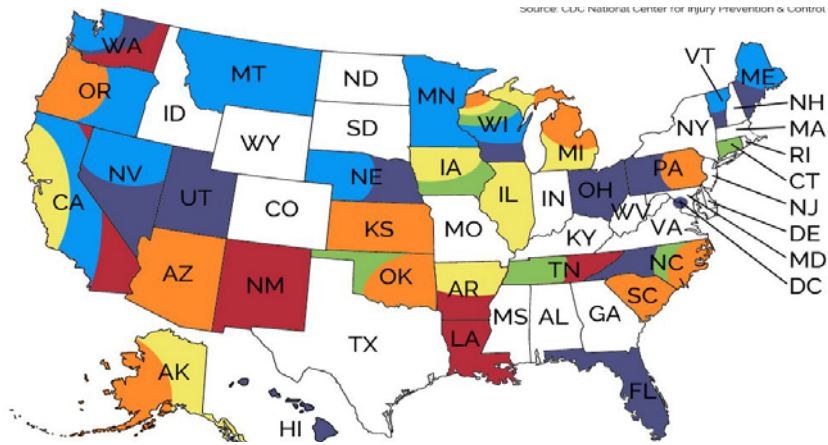 Source: CDC National Center for Injury Prevention & Control
WA
MT
ND
MN
VT
ME
OR
ID
SD
WI
NH
WY
MI
NY
MA
RI
NV
NE
IA
PA
CT
UT
IL
IN
OH
NJ
CA
CO
WV
DE
KS
MO
VA
MD
KY
DC
AZ
NM
OK
TN
NC
AR
SC
MS
AL
GA
TX
LA
AK
FL
HI